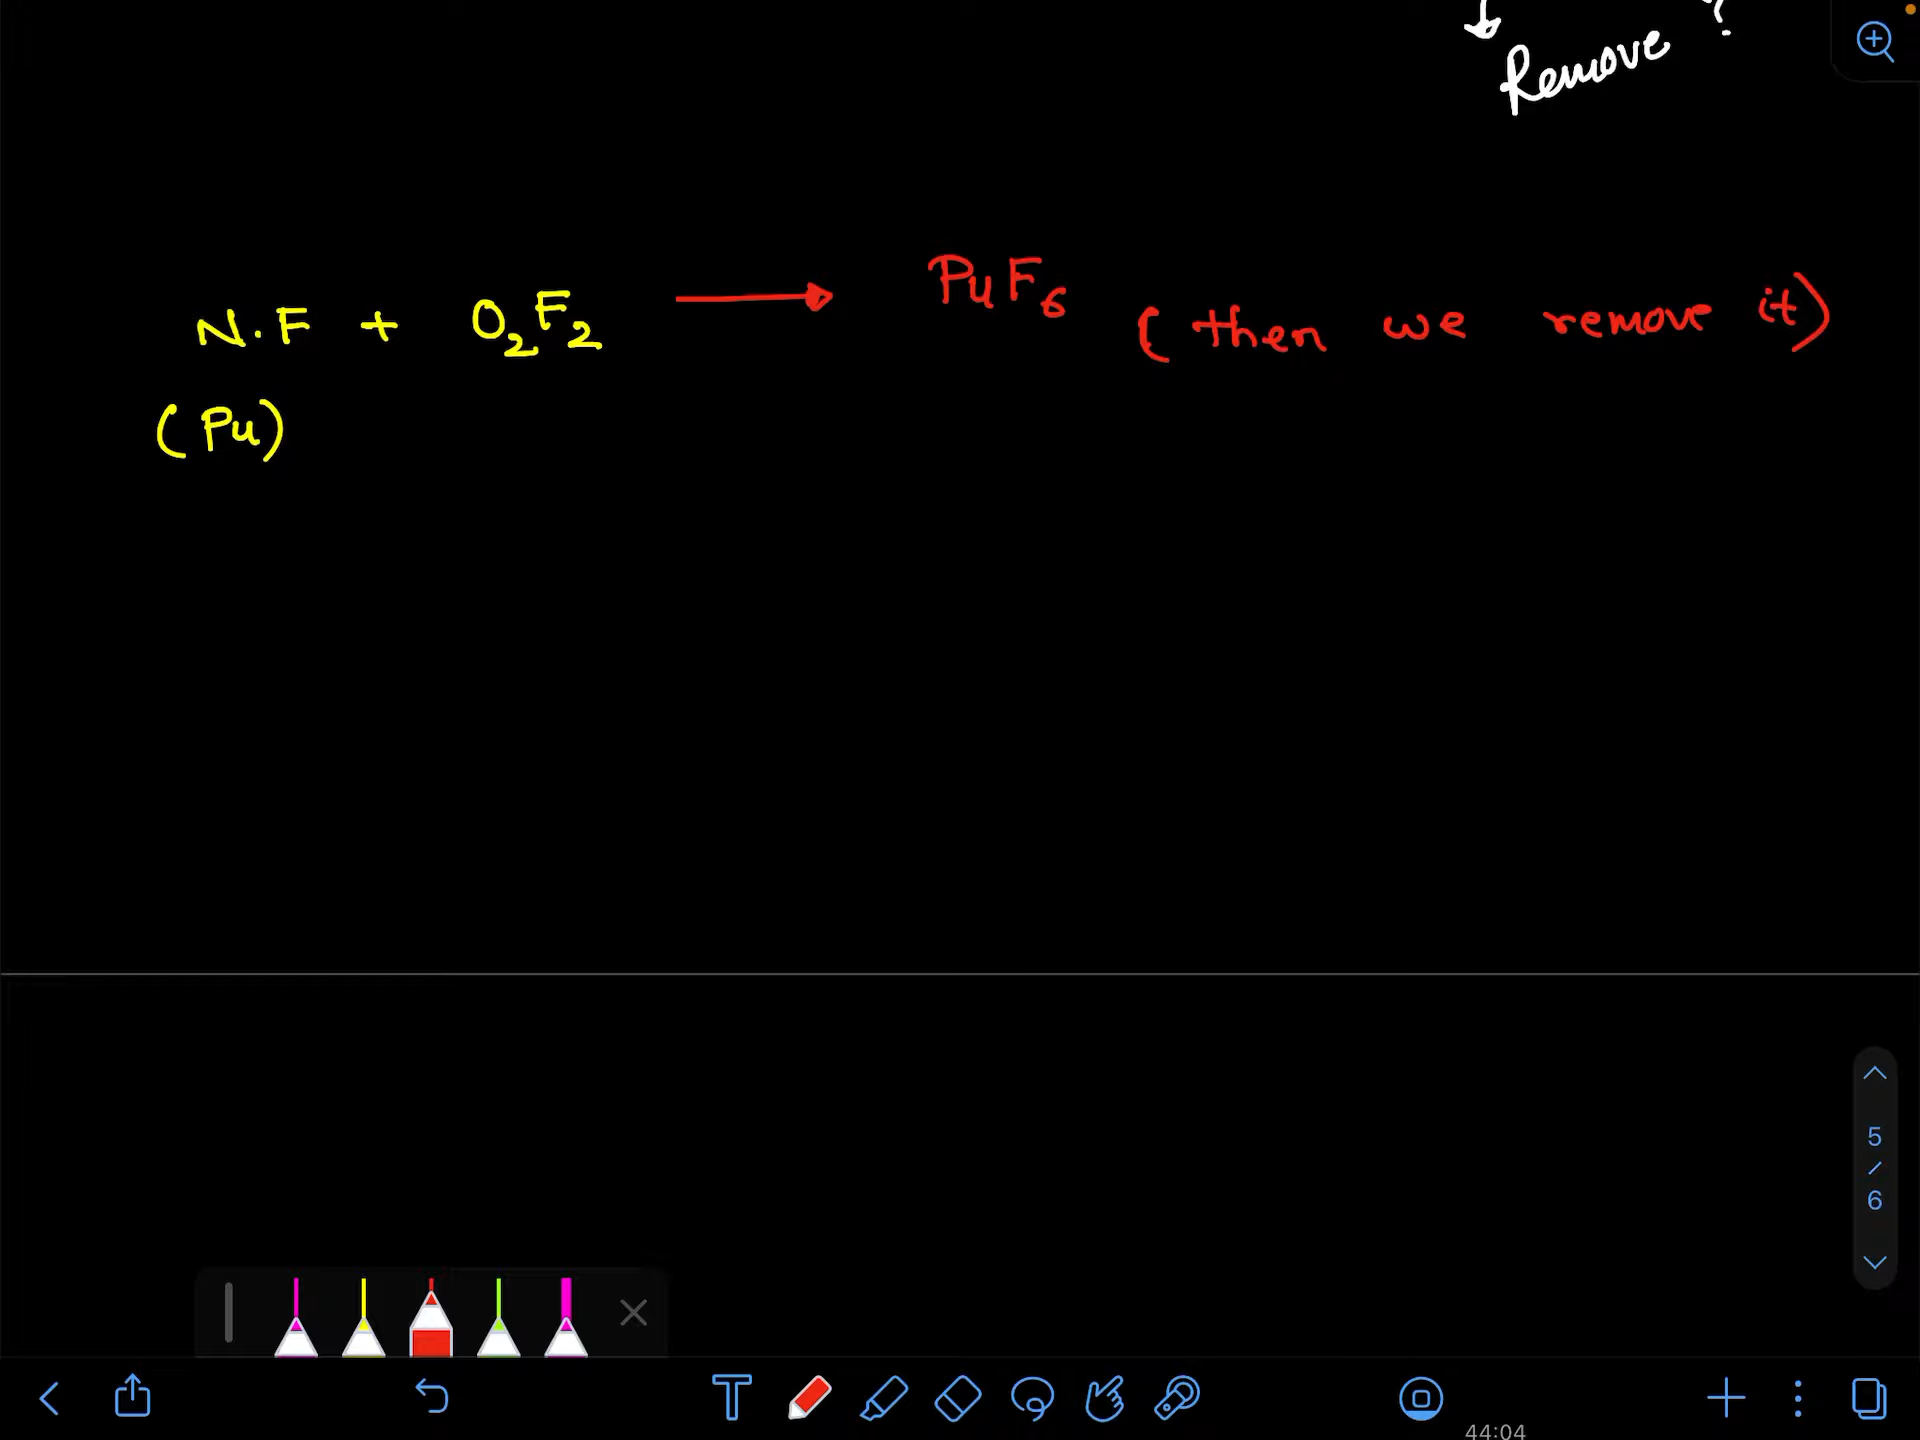 Remove ?
N.F + O₂F₂ → PuF₆ (then we remove it)
(Pu)
5
/
6
44:04